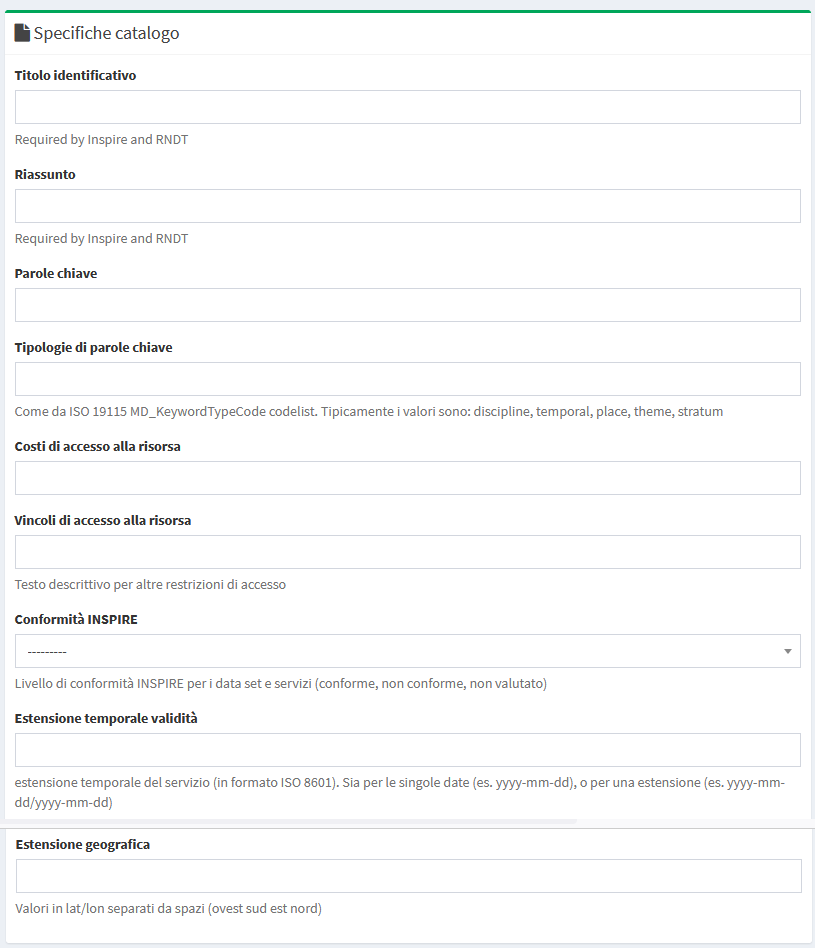 Specifiche catalogo
Titolo identificativo
Required by Inspire and RNDT
Riassunto
Required by Inspire and RNDT
Parole chiave
Tipologie di parole chiave
Come da ISO 19115 MD_KeywordTypeCode codelist. Tipicamente i valori sono: discipline, temporal, place, theme, stratum
Costi di accesso alla risorsa
Vincoli di accesso alla risorsa
Testo descrittivo per altre restrizioni di accesso
Conformità INSPIRE
---------
Livello di conformità INSPIRE per i data set e servizi (conforme, non conforme, non valutato)
Estensione temporale validità
estensione temporale del servizio (in formato ISO 8601). Sia per le singole date (es. yyyy-mm-dd), o per una estensione (es. yyyy-mm-
dd/yyyy-mm-dd)
Estensione geografica
Valori in lat/lon separati da spazi (ovest sud est nord)